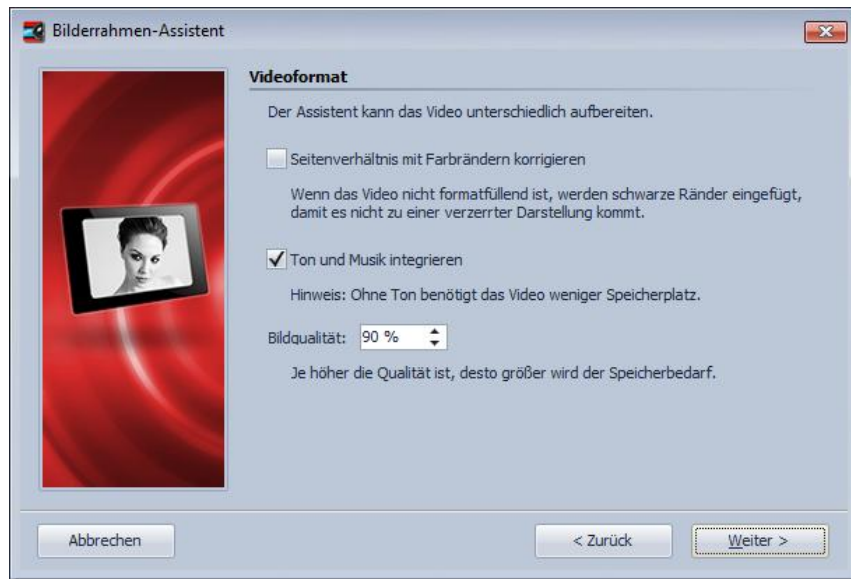 Bilderrahmen-Assistent
Videoformat
Der Assistent kann das Video unterschiedlich aufbereiten.
Seitenverhältnis mit Farbrändern korrigieren
Wenn das Video nicht formatfüllend ist, werden schwarze Ränder eingefügt,
damit es nicht zu einer verzerrter Darstellung kommt.
Ton und Musik integrieren
Hinweis: Ohne Ton benötigt das Video weniger Speicherplatz.
Bildqualität: 90 %
Je höher die Qualität ist, desto größer wird der Speicherbedarf.
Abbrechen
< Zurück
Weiter >